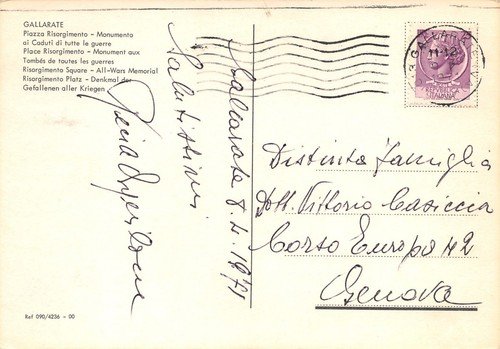 GALLARATE
Piazza Risorgimento - Monumento
ai Caduti di tutte le guerre
Place Risorgimento - Monument aux
Tombés de toutes les guerres
Risorgimento Square - All-Wars Memorial
Risorgimento Platz - Denkmal der
Gefallenen aller Kriegen
GALLARATE
Gallarate 8.4.1971
Salutissimi
Distinta famiglia
Dott. Vittorio Casiccia
Corso Europa 42
Genova
Ref 090/4236 - 00